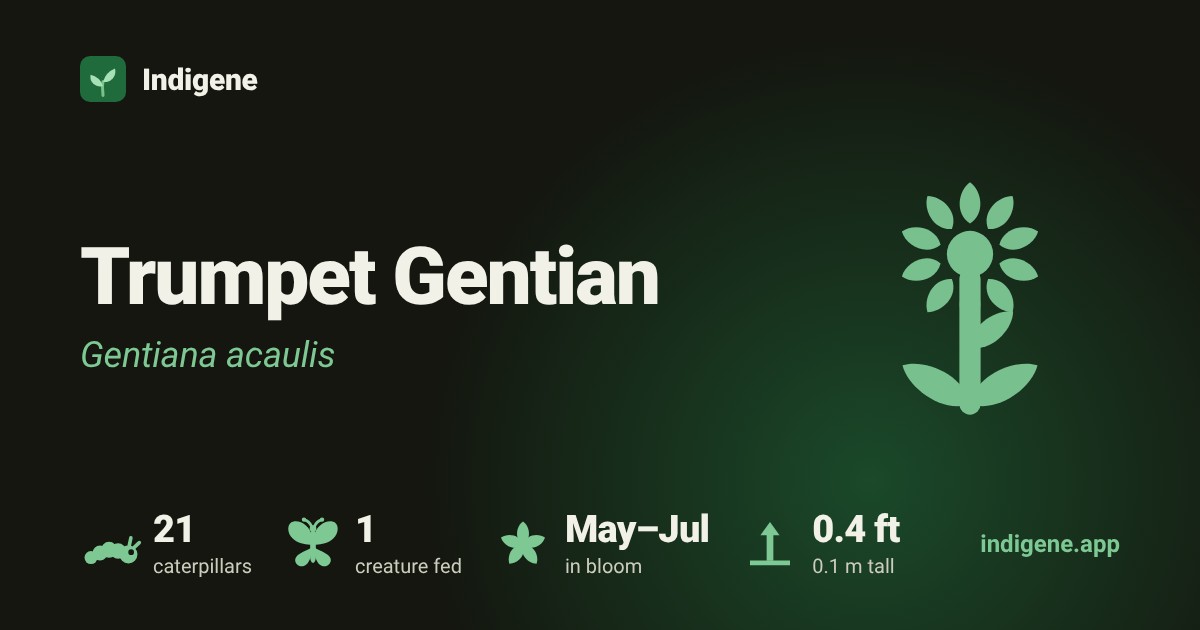 Indigene
Trumpet Gentian
Gentiana acaulis
21
caterpillars
1
creature fed
May–Jul
in bloom
0.4 ft
0.1 m tall
indigene.app